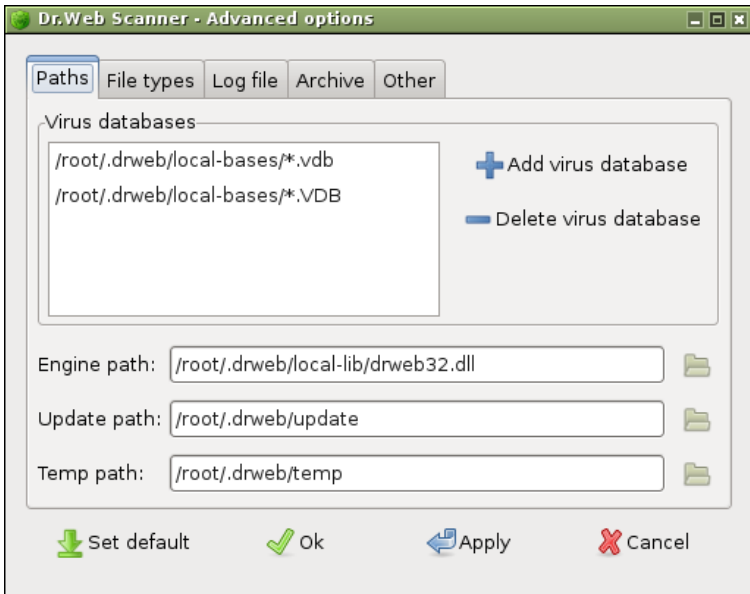 Dr.Web Scanner - Advanced options
Paths File types Log file Archive Other
Virus databases
/root/.drweb/local-bases/*.vdb
/root/.drweb/local-bases/*.VDB
Add virus database
Delete virus database
Engine path: /root/.drweb/local-lib/drweb32.dll
Update path: /root/.drweb/update
Temp path: /root/.drweb/temp
Set default Ok Apply Cancel